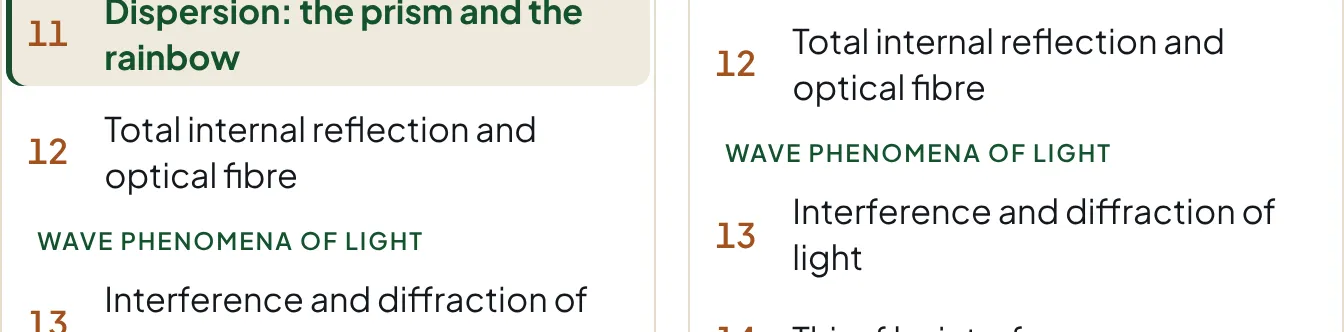 11 Dispersion: the prism and the
rainbow
12 Total internal reflection and
optical fibre
WAVE PHENOMENA OF LIGHT
13 Interference and diffraction of
12 Total internal reflection and
optical fibre
WAVE PHENOMENA OF LIGHT
13 Interference and diffraction of
light